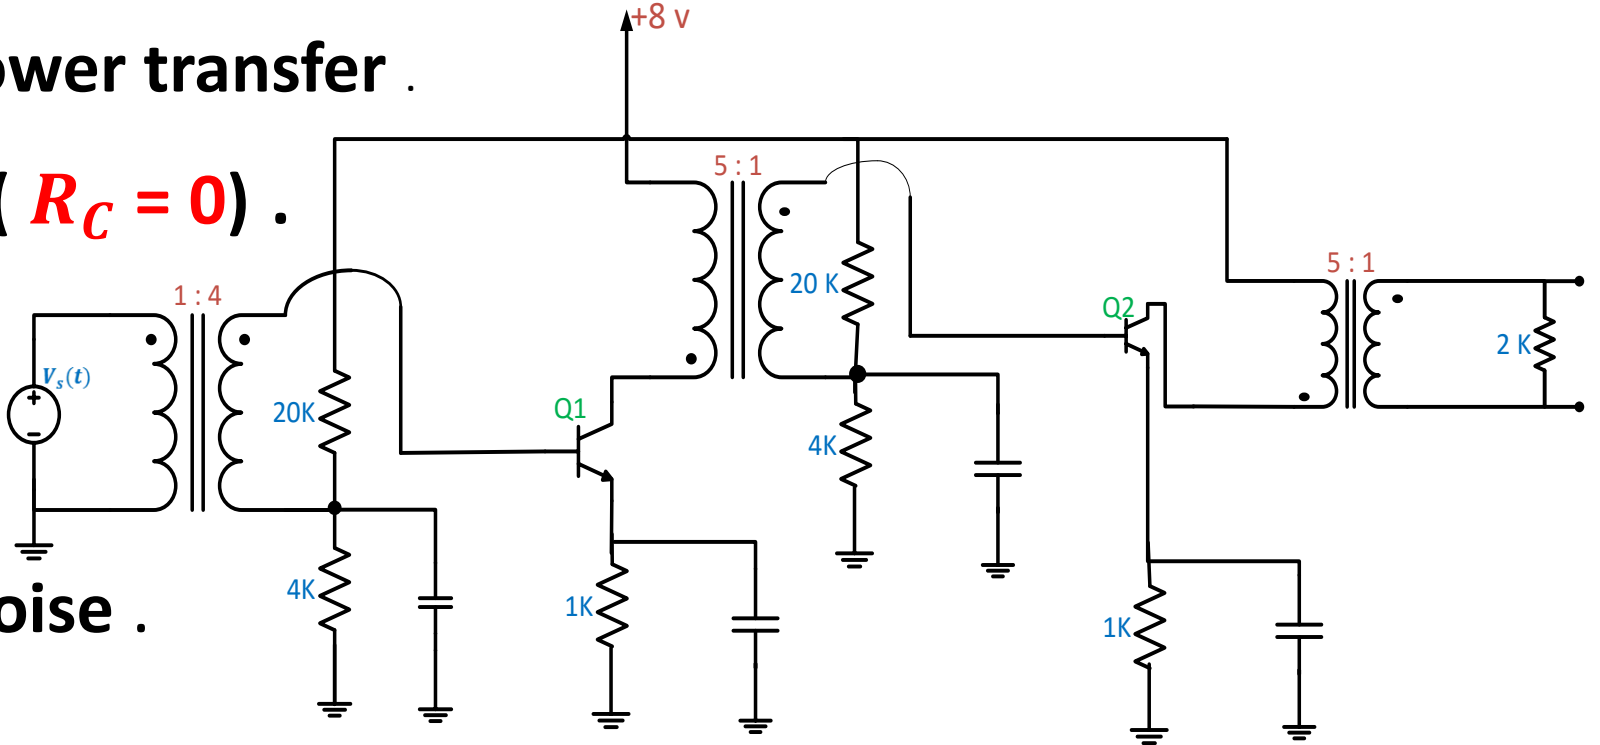 +8 v
ower transfer .
5 : 1
( R_C = 0) .
5 : 1
20 K
1 : 4
Q2
2 K
V_s(t)
+
−
20K
Q1
4K
4K
1K
oise .
1K